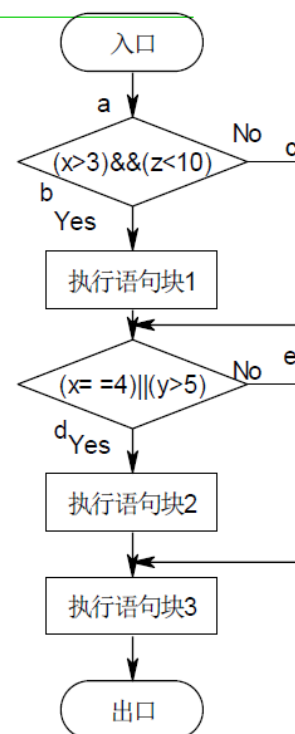 入口
a
No
(x>3)&&(z<10)
c
b
Yes
执行语句块1
(x= =4)||(y>5)
No
e
d
Yes
执行语句块2
执行语句块3
出口